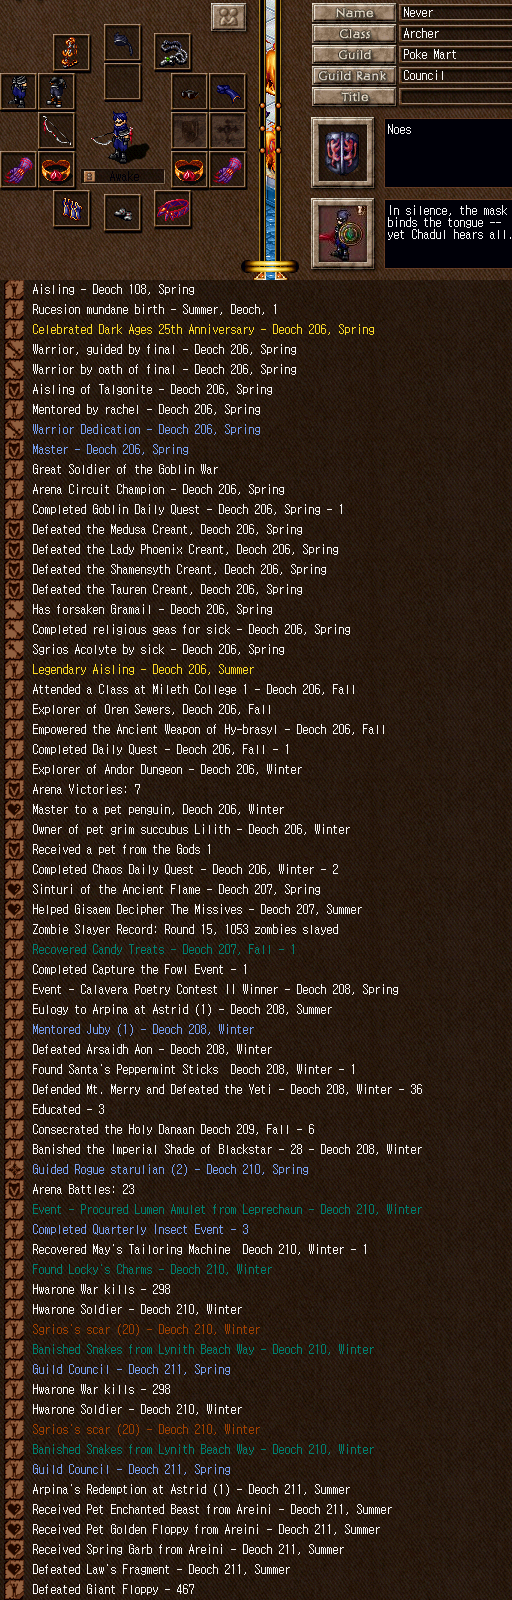 Name
Never
Class
Archer
Guild
Poke Mart
Guild Rank
Council
Title
Noes
Awake
In silence, the mask
binds the tongue --
yet Chadul hears all.
Aisling - Deoch 108, Spring
Rucesion mundane birth - Summer, Deoch, 1
Celebrated Dark Ages 25th Anniversary - Deoch 206, Spring
Warrior, guided by final - Deoch 206, Spring
Warrior by oath of final - Deoch 206, Spring
Aisling of Talgonite - Deoch 206, Spring
Mentored by rachel - Deoch 206, Spring
Warrior Dedication - Deoch 206, Spring
Master - Deoch 206, Spring
Great Soldier of the Goblin War
Arena Circuit Champion - Deoch 206, Spring
Completed Goblin Daily Quest - Deoch 206, Spring - 1
Defeated the Medusa Creant, Deoch 206, Spring
Defeated the Lady Phoenix Creant, Deoch 206, Spring
Defeated the Shamensyth Creant, Deoch 206, Spring
Defeated the Tauren Creant, Deoch 206, Spring
Has forsaken Gramail - Deoch 206, Spring
Completed religious geas for sick - Deoch 206, Spring
Sgrios Acolyte by sick - Deoch 206, Spring
Legendary Aisling - Deoch 206, Summer
Attended a Class at Mileth College 1 - Deoch 206, Fall
Explorer of Oren Sewers, Deoch 206, Fall
Empowered the Ancient Weapon of Hy-brasyl - Deoch 206, Fall
Completed Daily Quest - Deoch 206, Fall - 1
Explorer of Andor Dungeon - Deoch 206, Winter
Arena Victories: 7
Master to a pet penguin, Deoch 206, Winter
Owner of pet grim succubus Lilith - Deoch 206, Winter
Received a pet from the Gods 1
Completed Chaos Daily Quest - Deoch 206, Winter - 2
Sinturi of the Ancient Flame - Deoch 207, Spring
Helped Gisaem Decipher The Missives - Deoch 207, Summer
Zombie Slayer Record: Round 15, 1053 zombies slayed
Recovered Candy Treats - Deoch 207, Fall - 1
Completed Capture the Fowl Event - 1
Event - Calavera Poetry Contest II Winner - Deoch 208, Spring
Eulogy to Arpina at Astrid (1) - Deoch 208, Summer
Mentored Juby (1) - Deoch 208, Winter
Defeated Arsaidh Aon - Deoch 208, Winter
Found Santa's Peppermint Sticks  Deoch 208, Winter - 1
Defended Mt. Merry and Defeated the Yeti - Deoch 208, Winter - 36
Educated - 3
Consecrated the Holy Danaan Deoch 209, Fall - 6
Banished the Imperial Shade of Blackstar - 28 - Deoch 208, Winter
Guided Rogue starulian (2) - Deoch 210, Spring
Arena Battles: 23
Event - Procured Lumen Amulet from Leprechaun - Deoch 210, Winter
Completed Quarterly Insect Event - 3
Recovered May's Tailoring Machine  Deoch 210, Winter - 1
Found Locky's Charms - Deoch 210, Winter
Hwarone War kills - 298
Hwarone Soldier - Deoch 210, Winter
Sgrios's scar (20) - Deoch 210, Winter
Banished Snakes from Lynith Beach Way - Deoch 210, Winter
Guild Council - Deoch 211, Spring
Hwarone War kills - 298
Hwarone Soldier - Deoch 210, Winter
Sgrios's scar (20) - Deoch 210, Winter
Banished Snakes from Lynith Beach Way - Deoch 210, Winter
Guild Council - Deoch 211, Spring
Arpina's Redemption at Astrid (1) - Deoch 211, Summer
Received Pet Enchanted Beast from Areini - Deoch 211, Summer
Received Pet Golden Floppy from Areini - Deoch 211, Summer
Received Spring Garb from Areini - Deoch 211, Summer
Defeated Law's Fragment - Deoch 211, Summer
Defeated Giant Floppy - 467